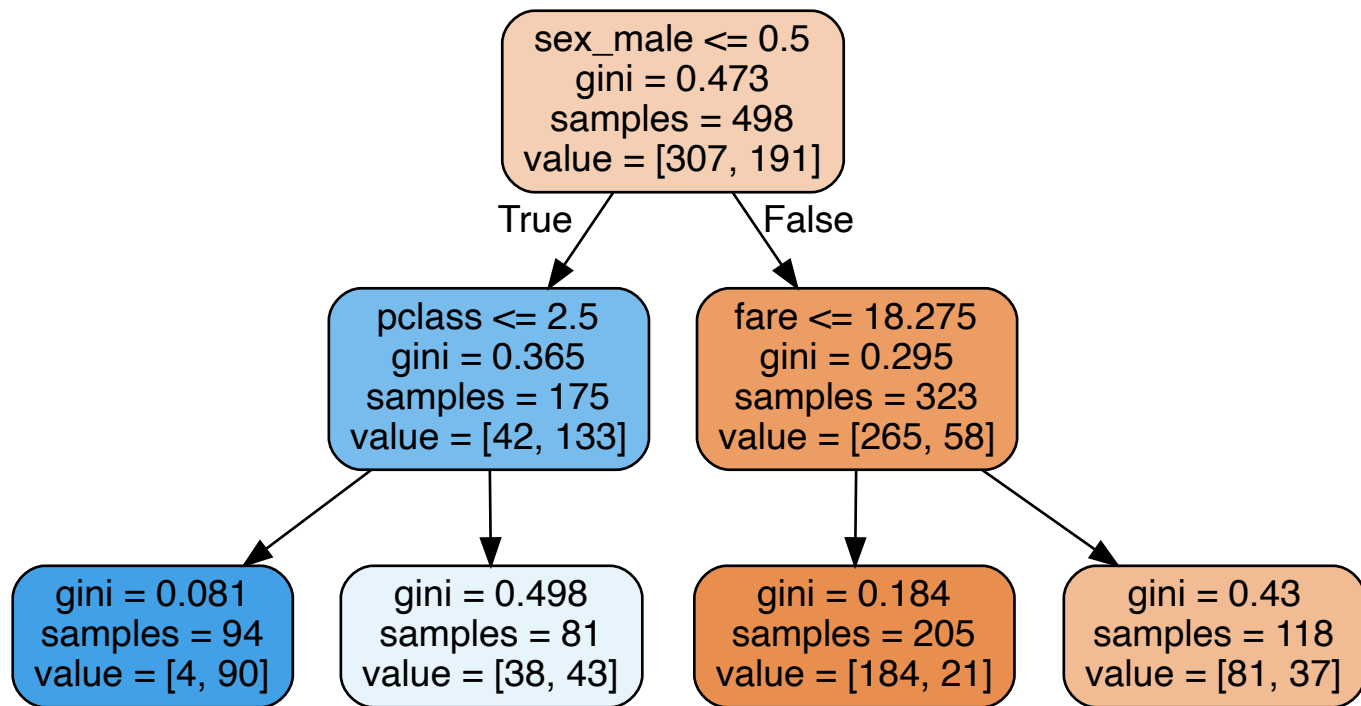 sex_male <= 0.5
gini = 0.473
samples = 498
value = [307, 191]
True
False
pclass <= 2.5
gini = 0.365
samples = 175
value = [42, 133]
fare <= 18.275
gini = 0.295
samples = 323
value = [265, 58]
gini = 0.081
samples = 94
value = [4, 90]
gini = 0.498
samples = 81
value = [38, 43]
gini = 0.184
samples = 205
value = [184, 21]
gini = 0.43
samples = 118
value = [81, 37]